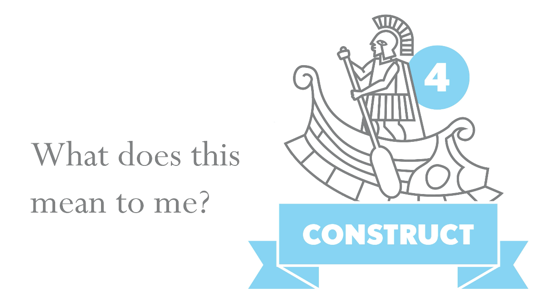 What does this
mean to me?
4
CONSTRUCT